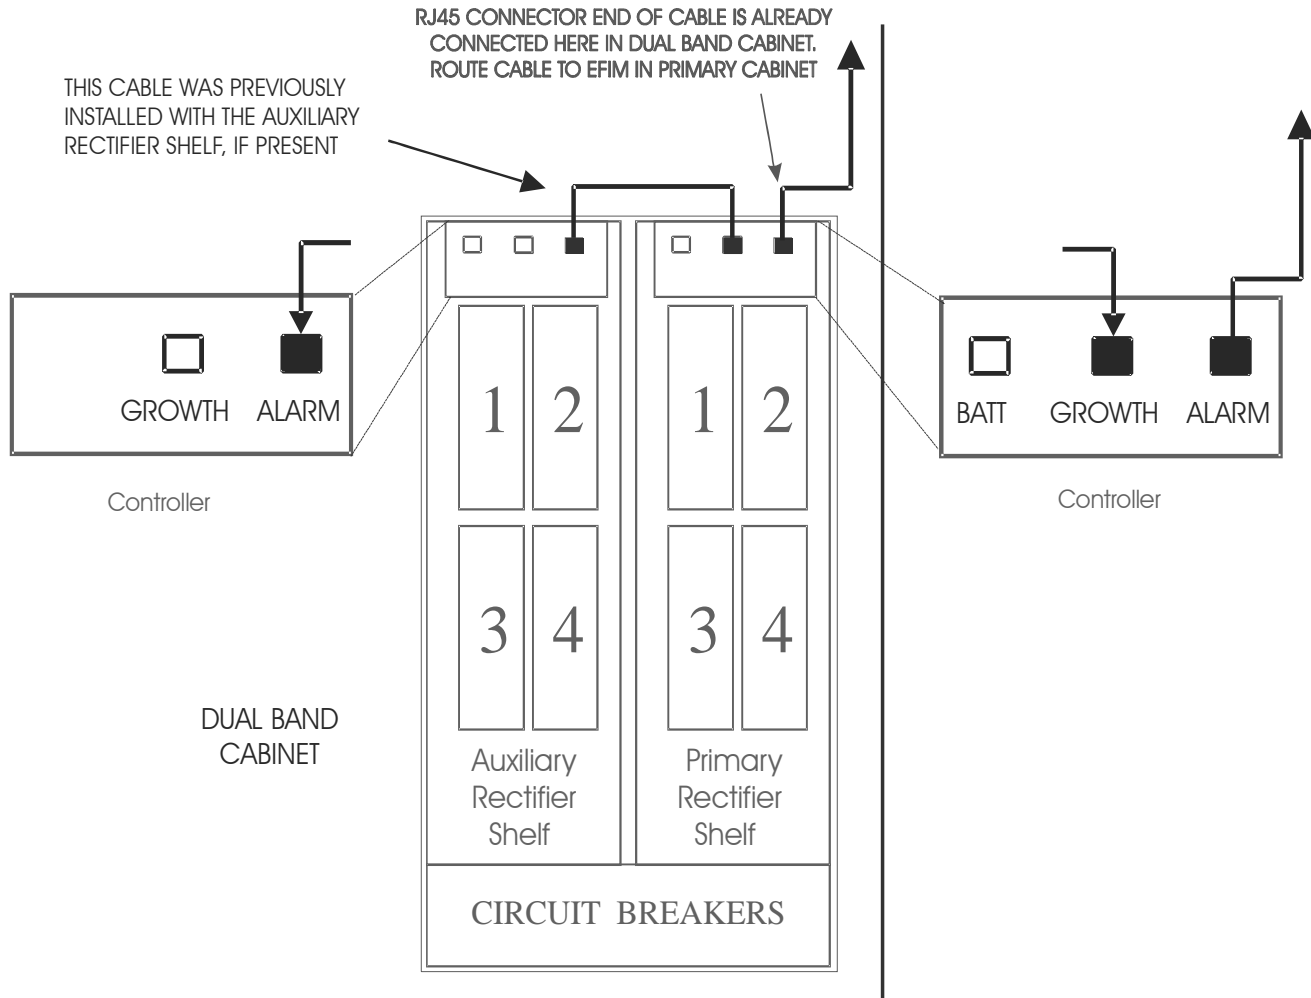 RJ45 CONNECTOR END OF CABLE IS ALREADY
CONNECTED HERE IN DUAL BAND CABINET.
ROUTE CABLE TO EFIM IN PRIMARY CABINET
THIS CABLE WAS PREVIOUSLY
INSTALLED WITH THE AUXILIARY
RECTIFIER SHELF, IF PRESENT
GROWTH ALARM
Controller
1 2
3 4
Auxiliary
Rectifier
Shelf
1 2
3 4
Primary
Rectifier
Shelf
BATT GROWTH ALARM
Controller
DUAL BAND
CABINET
CIRCUIT BREAKERS